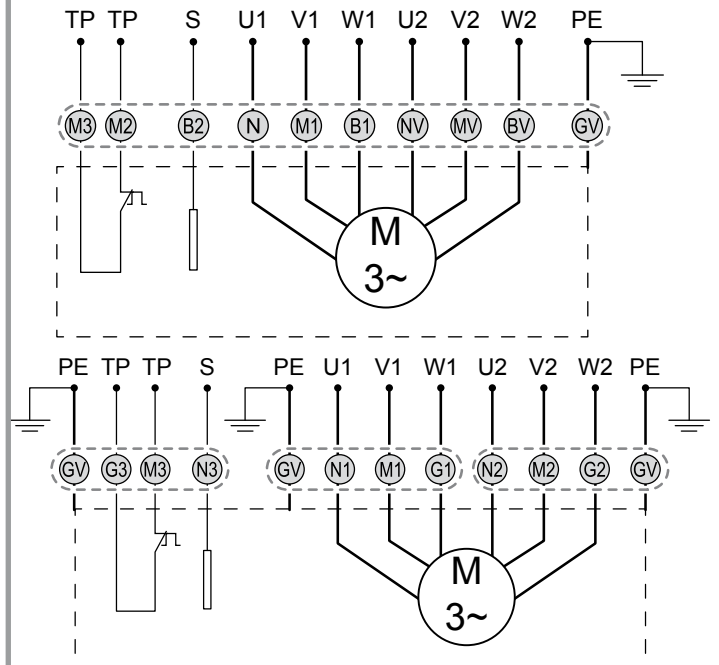 TP TP S U1 V1 W1 U2 V2 W2 PE
M3 M2 B2 N M1 B1 NV MV BV GV
M
3~
PE TP TP S PE U1 V1 W1 U2 V2 W2 PE
GV G3 M3 N3 GV N1 M1 G1 N2 M2 G2 GV
M
3~